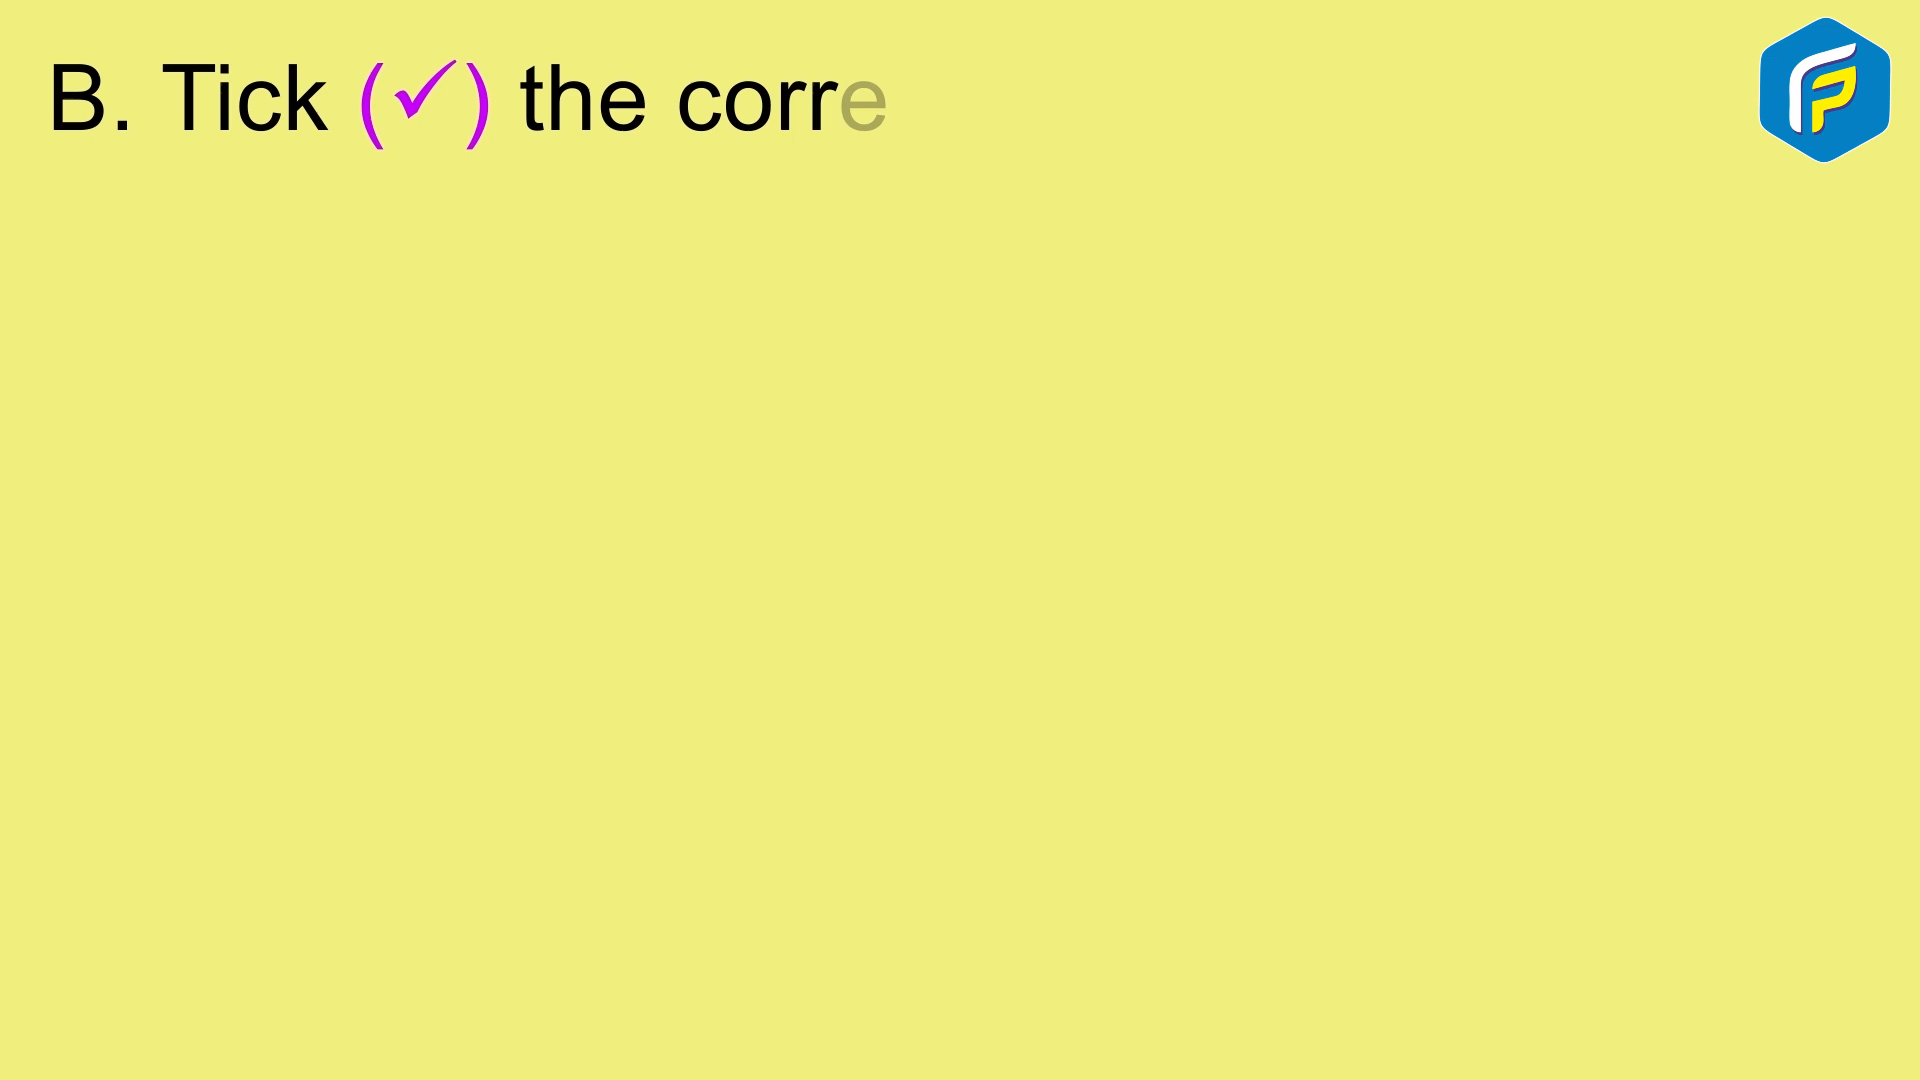 B. Tick (✓) the corre